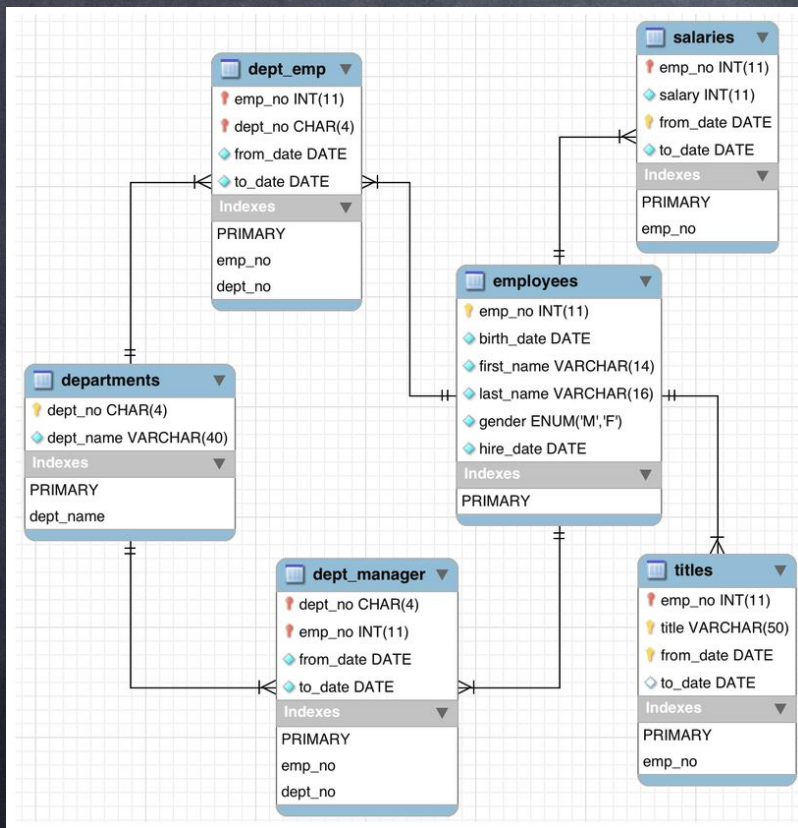 dept_emp
emp_no INT(11)
dept_no CHAR(4)
from_date DATE
to_date DATE
Indexes
PRIMARY
emp_no
dept_no
salaries
emp_no INT(11)
salary INT(11)
from_date DATE
to_date DATE
Indexes
PRIMARY
emp_no
employees
emp_no INT(11)
birth_date DATE
first_name VARCHAR(14)
last_name VARCHAR(16)
gender ENUM('M','F')
hire_date DATE
Indexes
PRIMARY
departments
dept_no CHAR(4)
dept_name VARCHAR(40)
Indexes
PRIMARY
dept_name
dept_manager
dept_no CHAR(4)
emp_no INT(11)
from_date DATE
to_date DATE
Indexes
PRIMARY
emp_no
dept_no
titles
emp_no INT(11)
title VARCHAR(50)
from_date DATE
to_date DATE
Indexes
PRIMARY
emp_no